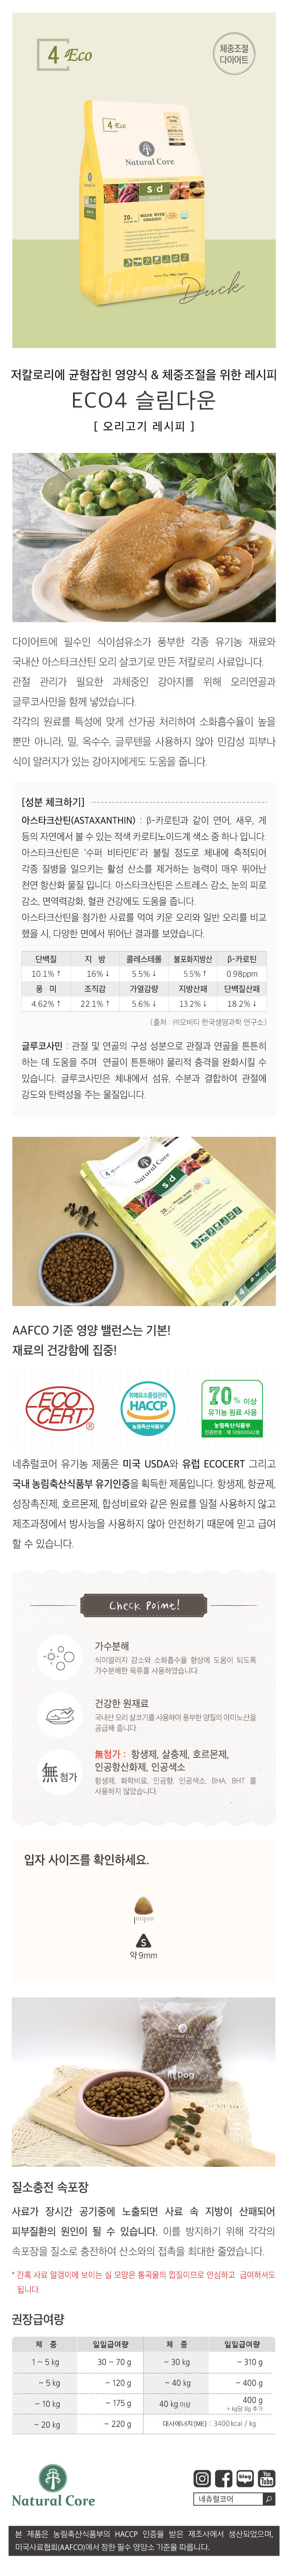 4 Eco
체중조절
다이어트
4 Eco
Natural Core
s·d
70%
MADE WITH
ORGANIC
Duck
저칼로리에 균형잡힌 영양식 & 체중조절을 위한 레시피
ECO4 슬림다운
[ 오리고기 레시피 ]
다이어트에 필수인 식이섬유소가 풍부한 각종 유기농 재료와
국내산 아스타크산틴 오리 살코기로 만든 저칼로리 사료입니다.
관절 관리가 필요한 과체중인 강아지를 위해 오리연골과
글루코사민을 함께 넣었습니다.
각각의 원료를 특성에 맞게 선가공 처리하여 소화흡수율이 높을
뿐만 아니라, 밀, 옥수수, 글루텐을 사용하지 않아 민감성 피부나
식이 알러지가 있는 강아지에게도 도움을 줍니다.
[성분 체크하기]
아스타크산틴(ASTAXANTHIN) : β-카로틴과 같이 연어, 새우, 게
등의 자연에서 볼 수 있는 적색 카로티노이드계 색소 중 하나 입니다.
아스타크산틴은 '수퍼 비타민E'라 불릴 정도로 체내에 축적되어
각종 질병을 일으키는 활성 산소를 제거하는 능력이 매우 뛰어난
천연 항산화 물질 입니다. 아스타크산틴은 스트레스 감소, 눈의 피로
감소, 면역력강화, 혈관 건강에도 도움을 줍니다.
아스타크산틴을 첨가한 사료를 먹여 키운 오리와 일반 오리를 비교
했을 시, 다양한 면에서 뛰어난 결과를 보였습니다.
단백질 지 방 콜레스테롤 불포화지방산 β-카로틴
10.1%↑ 16%↓ 5.5%↓ 5.5%↑ 0.98ppm
풍 미 조직감 가열감량 지방산패 단백질산패
4.62%↑ 22.1%↑ 5.6%↓ 13.2%↓ 18.2%↓
(출처 : ㈜오비티 한국생명과학 연구소)
글루코사민 : 관절 및 연골의 구성 성분으로 관절과 연골을 튼튼히
하는 데 도움을 주며 연골이 튼튼해야 물리적 충격을 완화시킬 수
있습니다. 글루코사민은 체내에서 섬유, 수분과 결합하여 관절에
강도와 탄력성을 주는 물질입니다.
4 Eco
Natural Core
s·d
AAFCO 기준 영양 밸런스는 기본!
재료의 건강함에 집중!
ECO
CERT®
위해요소중점관리
HACCP
농림축산식품부
70% 이상
유기농 원료 사용
농림축산식품부
네츄럴코어 유기농 제품은 미국 USDA와 유럽 ECOCERT 그리고
국내 농림축산식품부 유기인증을 획득한 제품입니다. 항생제, 항균제,
성장촉진제, 호르몬제, 합성비료와 같은 원료를 일절 사용하지 않고
제조과정에서 방사능을 사용하지 않아 안전하기 때문에 믿고 급여
할 수 있습니다.
Check Point!
가수분해
식이알러지 감소와 소화흡수율 향상에 도움이 되도록
가수분해한 육류를 사용하였습니다.
건강한 원재료
국내산 오리 살코기를 사용하여 풍부한 양질의 아미노산을
공급해 줍니다.
無첨가
無첨가 : 항생제, 살충제, 호르몬제,
인공항산화제, 인공색소
항생제, 화학비료, 인공향, 인공색소, BHA, BHT 를
사용하지 않았습니다.
입자 사이즈를 확인하세요.
S
약 9mm
Dog
질소충전 속포장
사료가 장시간 공기중에 노출되면 사료 속 지방이 산패되어
피부질환의 원인이 될 수 있습니다. 이를 방지하기 위해 각각의
속포장을 질소로 충전하여 산소와의 접촉을 최대한 줄였습니다.
* 간혹 사료 알갱이에 보이는 실 모양은 통곡물의 껍질이므로 안심하고 급여하셔도
됩니다.
권장급여량
체 중 일일급여량 체 중 일일급여량
1 ~ 5 kg 30 ~ 70 g ~ 30 kg ~ 310 g
~ 5 kg ~ 120 g ~ 40 kg ~ 400 g
~ 10 kg ~ 175 g 40 kg 이상 400 g
+ kg당 8g 추가
~ 20 kg ~ 220 g 대사에너지(ME) : 3400 kcal / kg
Natural Core
blog
You
Tube
네츄럴코어
본 제품은 농림축산식품부의 HACCP 인증을 받은 제조사에서 생산되었으며,
미국사료협회(AAFCO)에서 정한 필수 영양소 기준을 따릅니다.